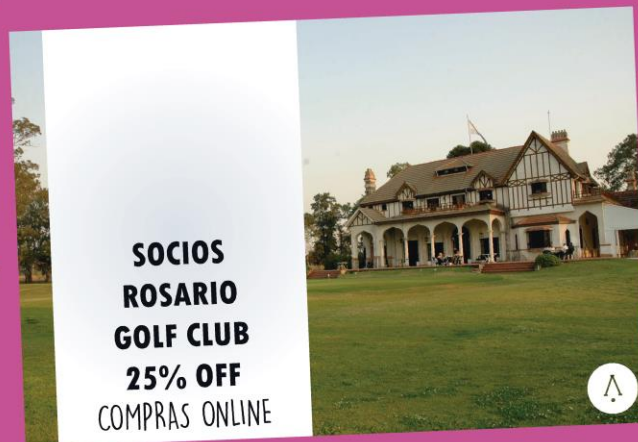 SOCIOS
ROSARIO
GOLF CLUB
25% OFF
COMPRAS ONLINE